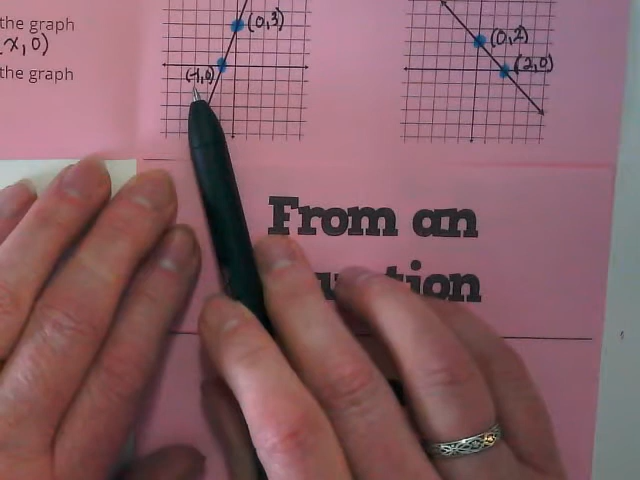 the graph
(x,0)
the graph
(0,3)
(-1,0)
(0,2)
(2,0)
From an